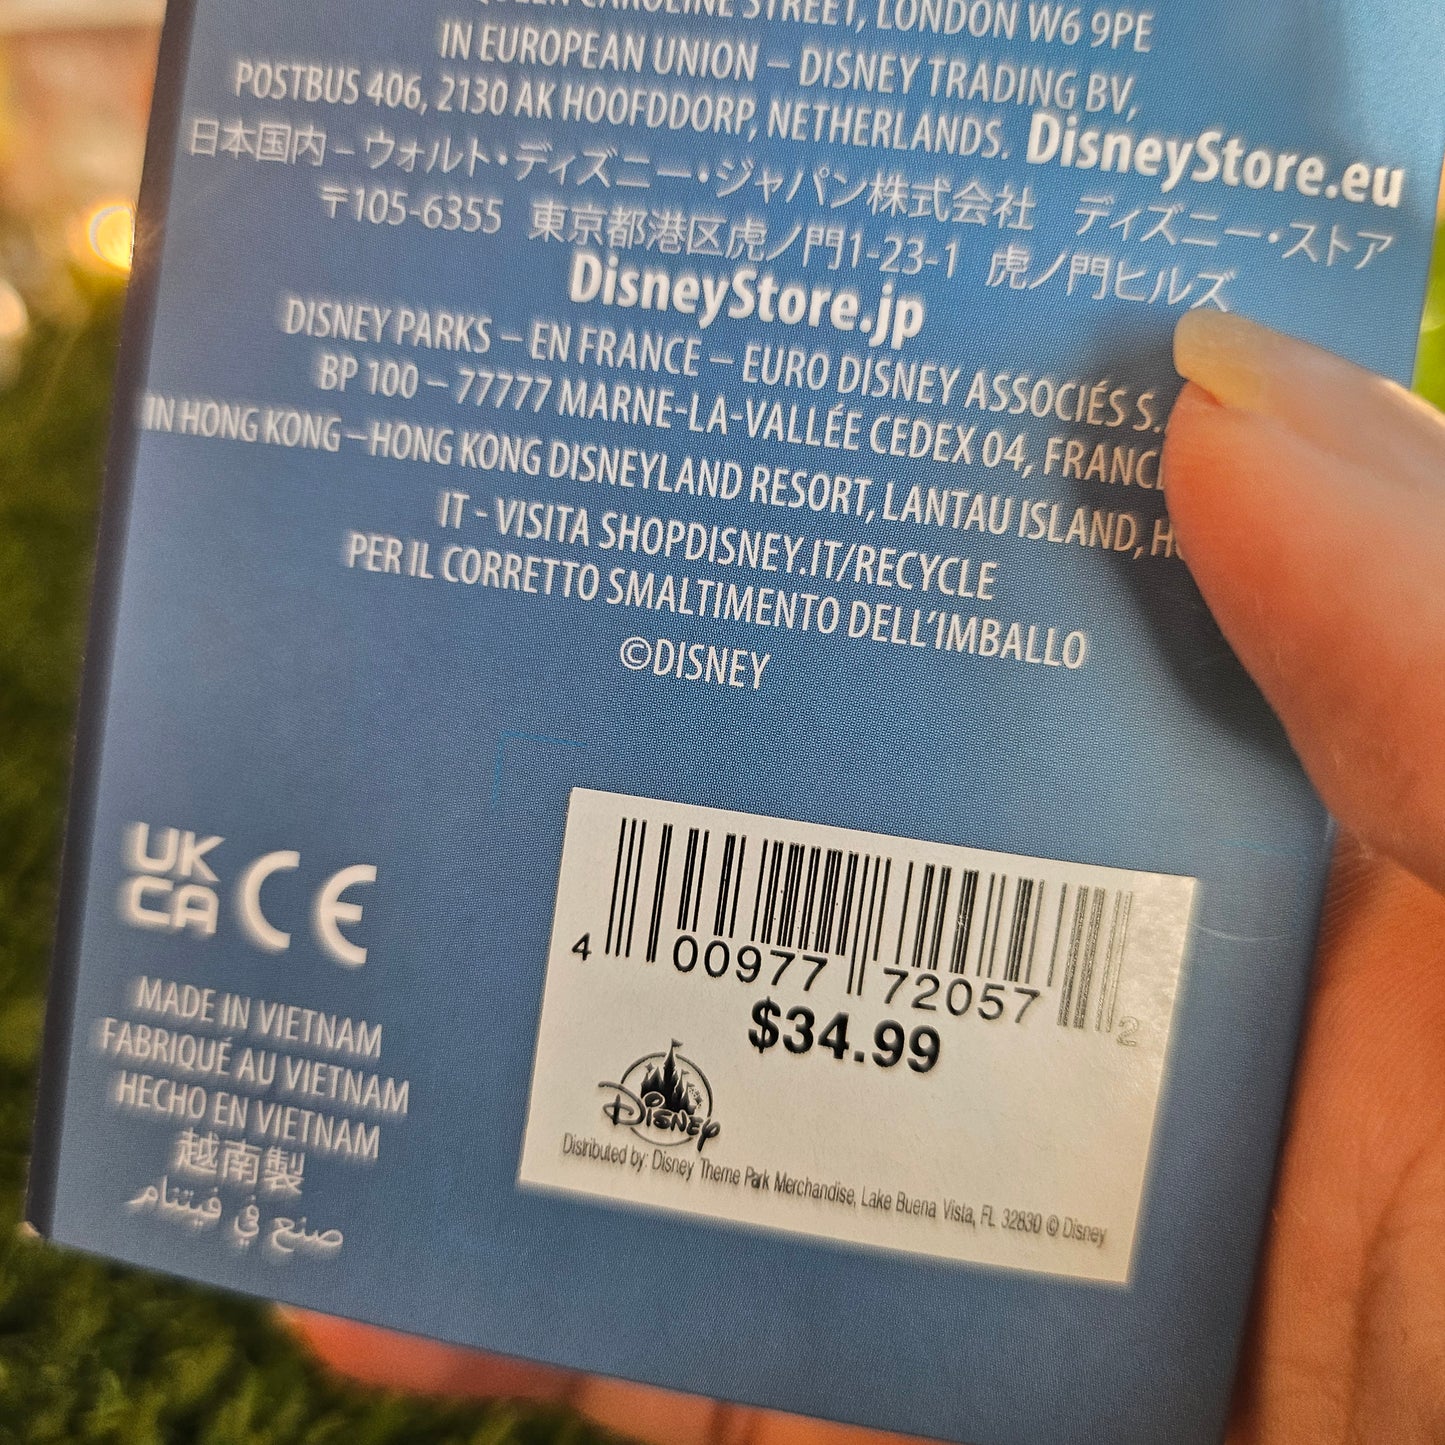 QUEEN CAROLINE STREET, LONDON W6 9PE
IN EUROPEAN UNION – DISNEY TRADING BV,
POSTBUS 406, 2130 AK HOOFDDORP, NETHERLANDS. DisneyStore.eu
日本国内 – ウォルト・ディズニー・ジャパン株式会社 ディズニー・ストア
〒105-6355 東京都港区虎ノ門1-23-1 虎ノ門ヒルズ
DisneyStore.jp
DISNEY PARKS – EN FRANCE – EURO DISNEY ASSOCIÉS S.
BP 100 – 77777 MARNE-LA-VALLÉE CEDEX 04, FRANC
IN HONG KONG – HONG KONG DISNEYLAND RESORT, LANTAU ISLAND, H
IT - VISITA SHOPDISNEY.IT/RECYCLE
PER IL CORRETTO SMALTIMENTO DELL'IMBALLO
©DISNEY
UK
CA CE
MADE IN VIETNAM
FABRIQUÉ AU VIETNAM
HECHO EN VIETNAM
越南製
صنع في فيتنام
4 00977 72057 2
$34.99
Disney
Distributed by: Disney Theme Park Merchandise, Lake Buena Vista, FL 32830 © Disney